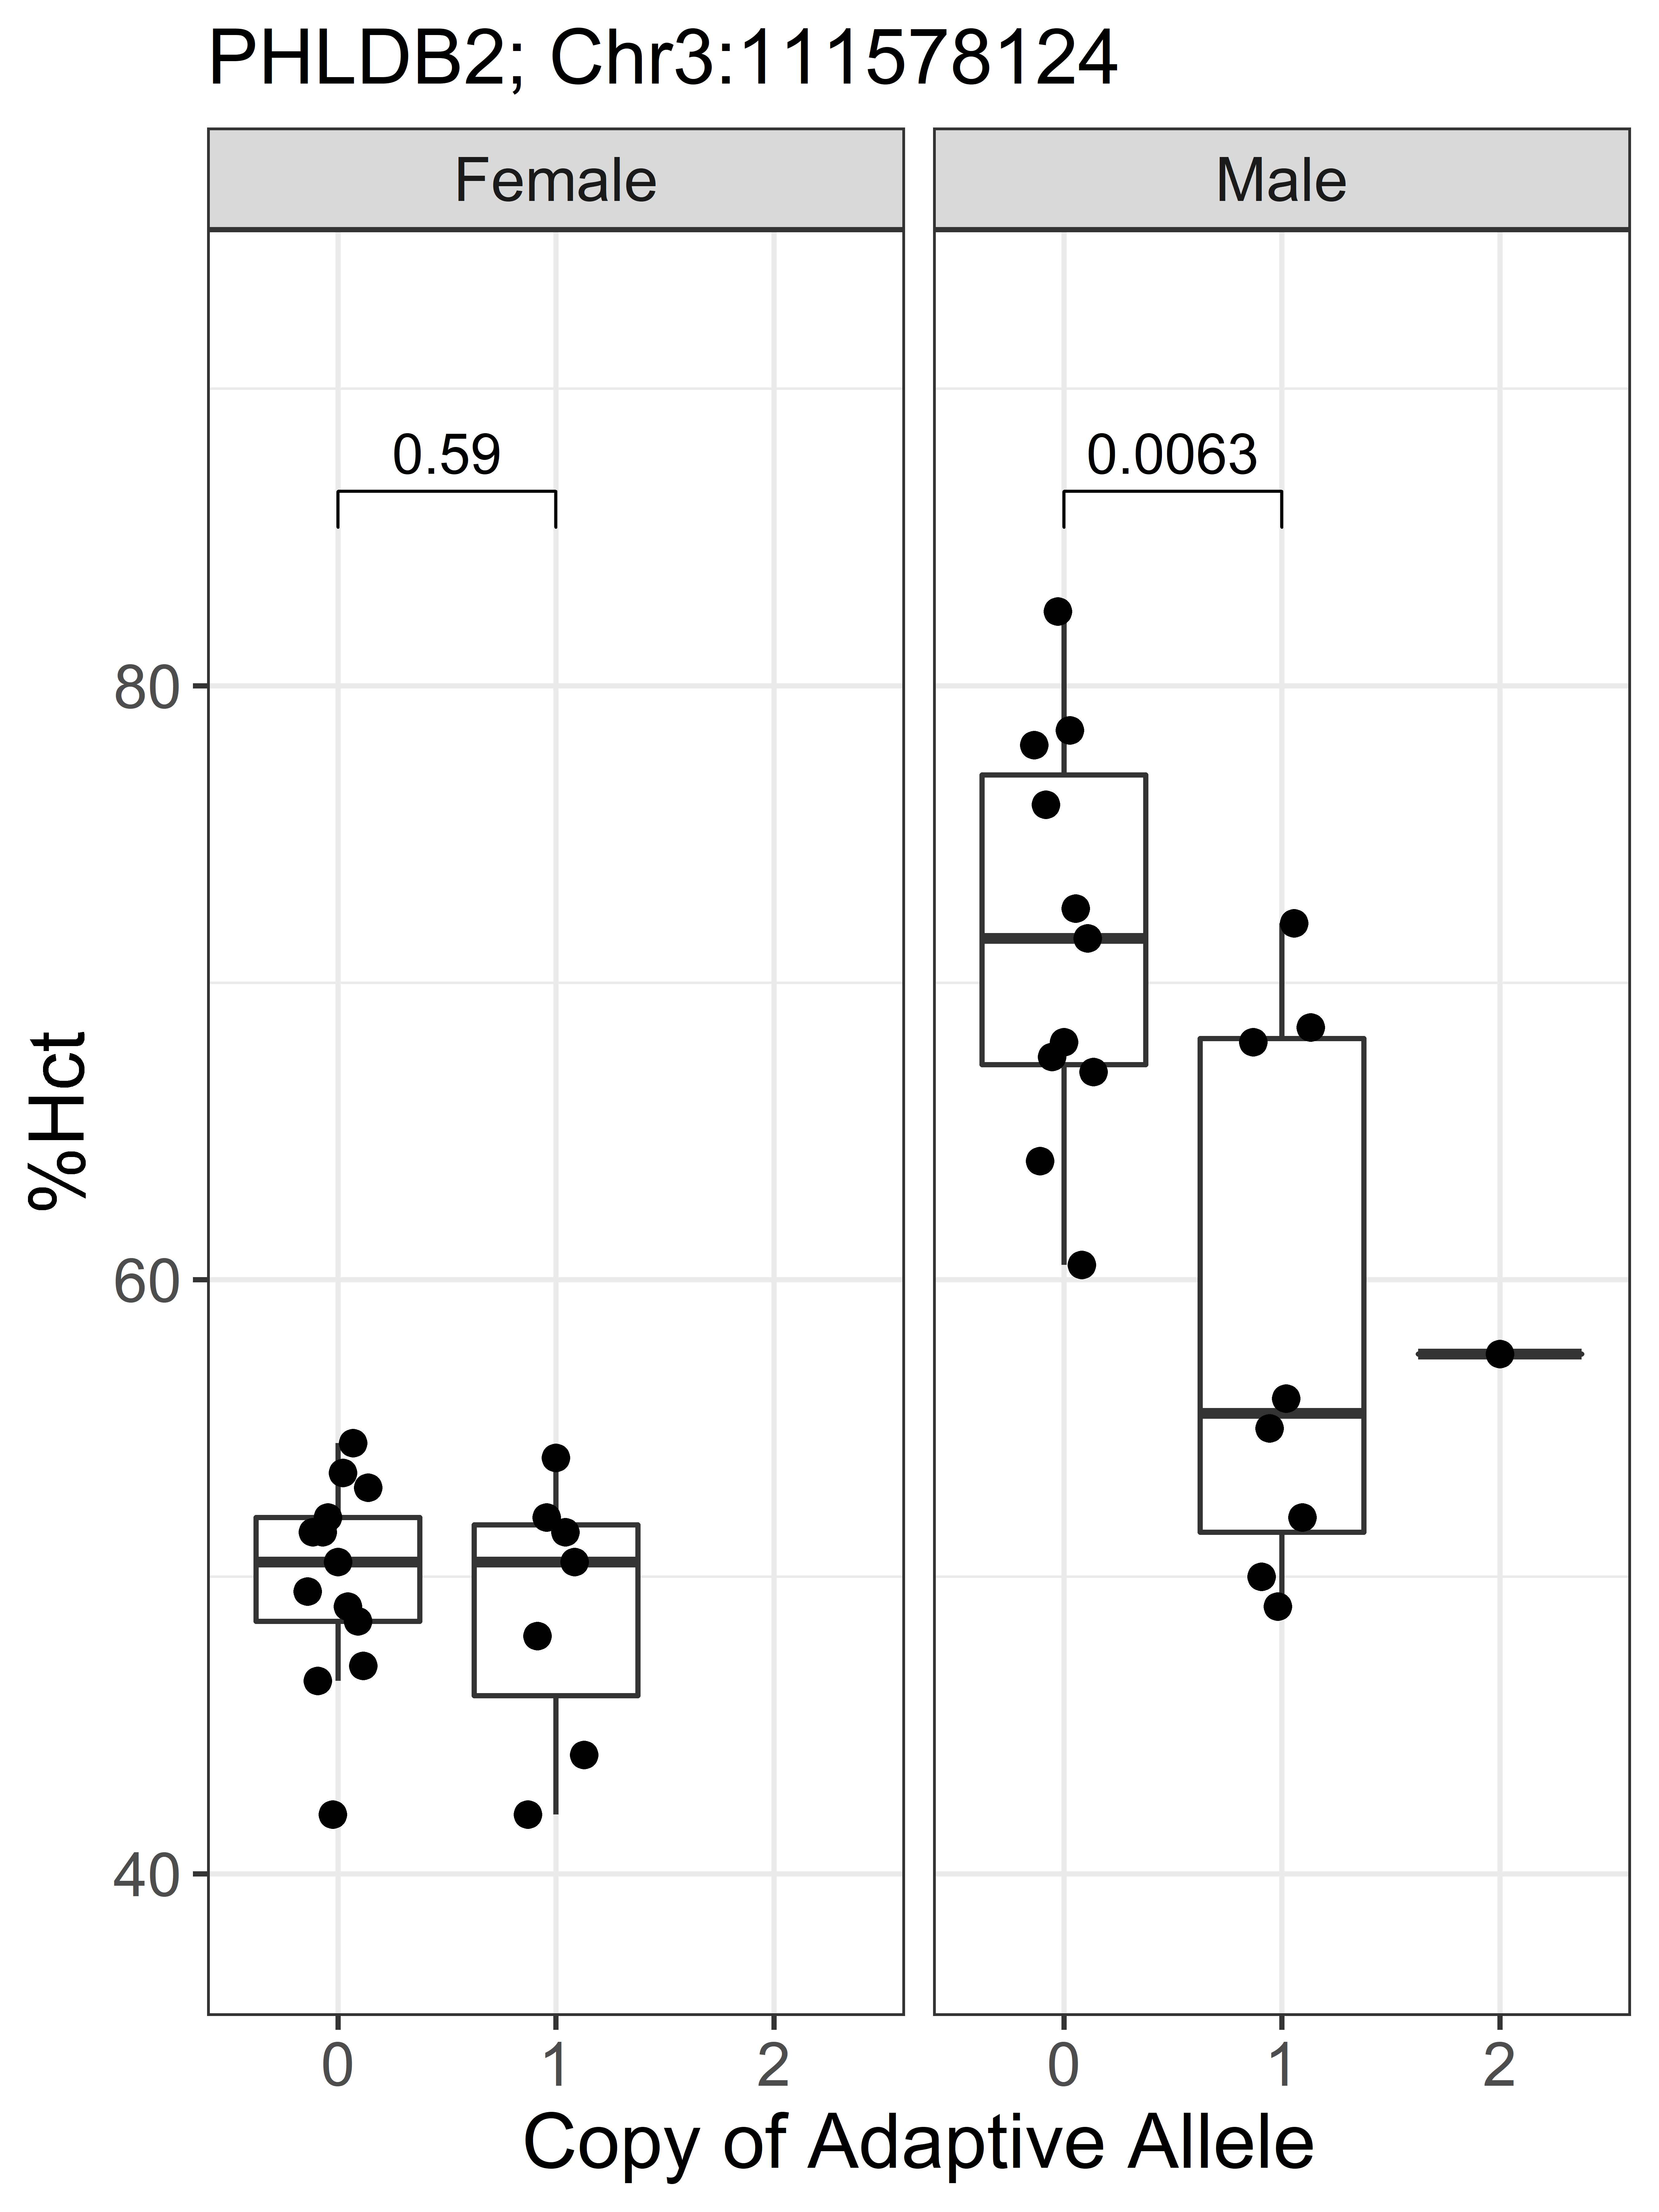 PHLDB2; Chr3:111578124
Female
Male
0.59
0.0063
80
60
40
%Hct
0 1 2
0 1 2
Copy of Adaptive Allele